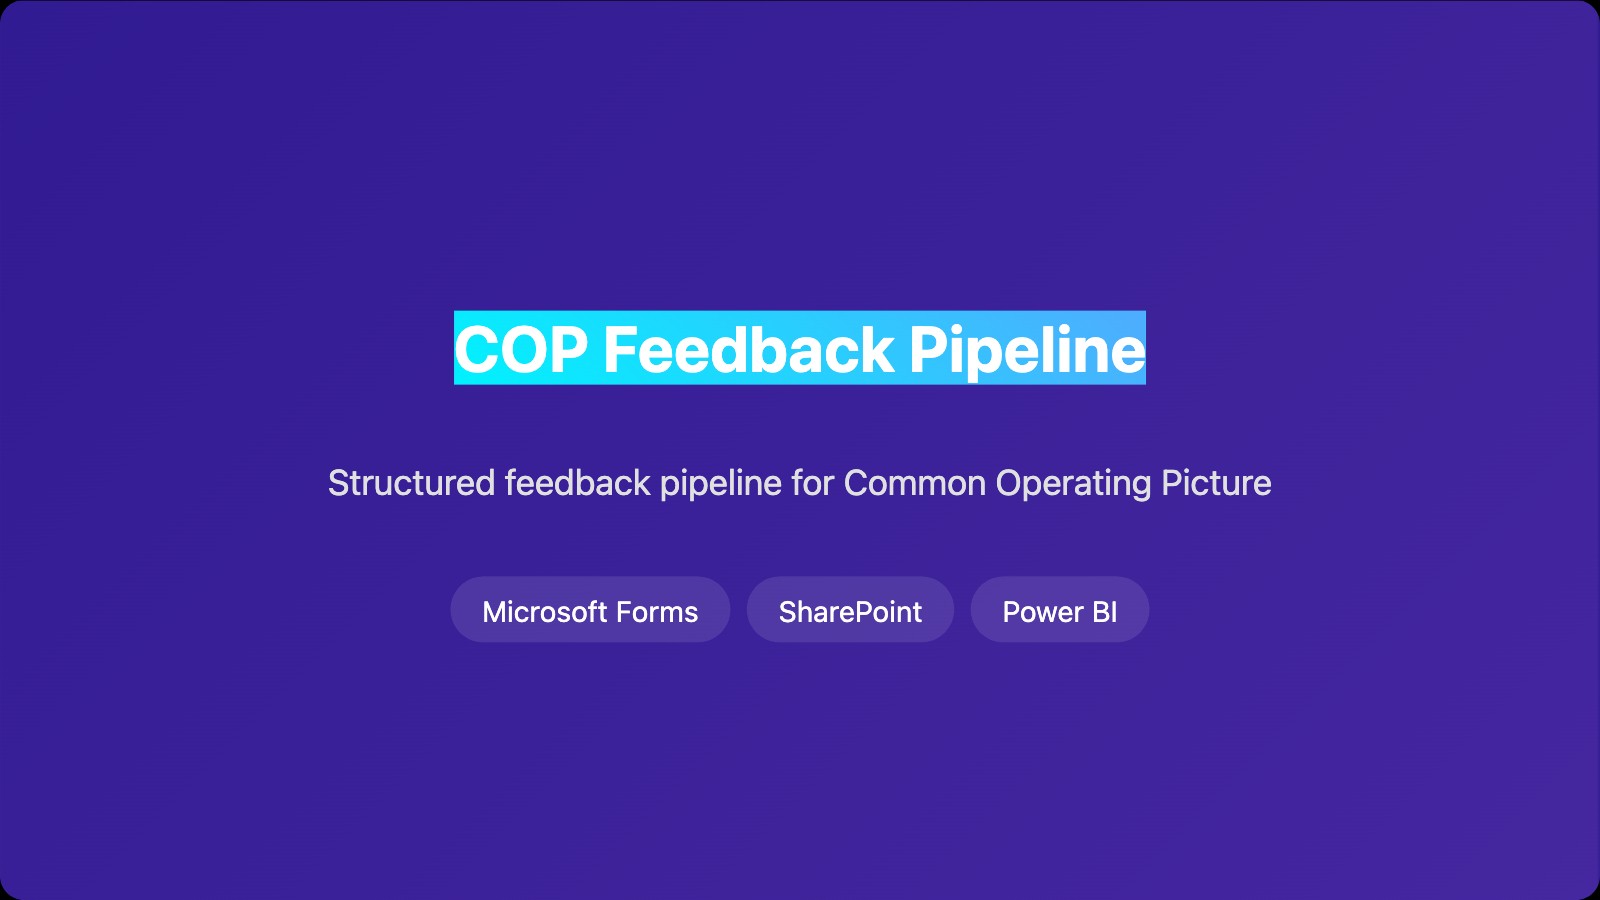 COP Feedback Pipeline
Structured feedback pipeline for Common Operating Picture
Microsoft Forms SharePoint Power BI